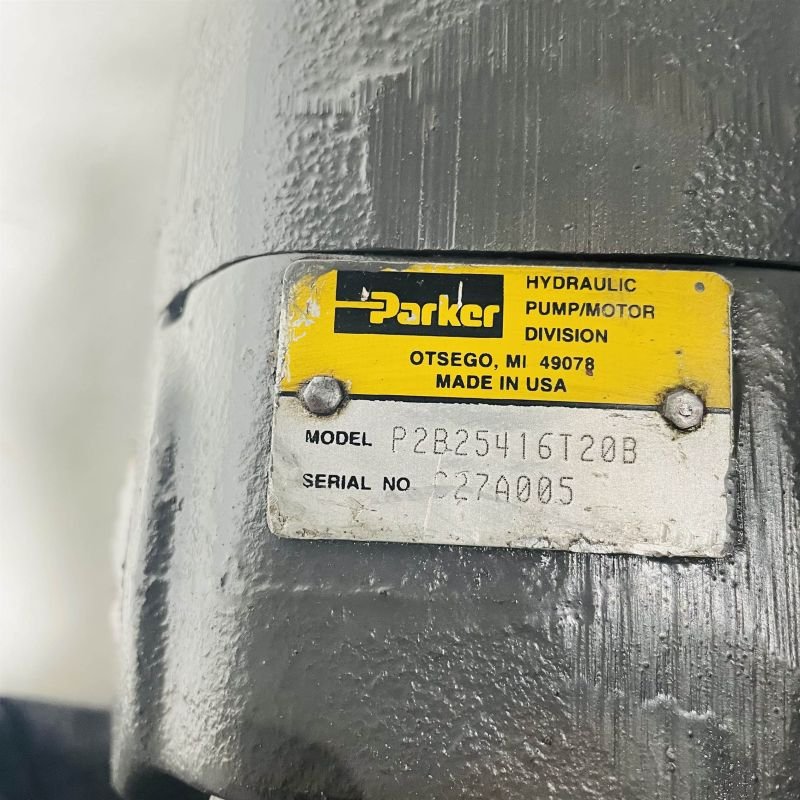 Parker
HYDRAULIC
PUMP/MOTOR
DIVISION
OTSEGO, MI 49078
MADE IN USA
MODEL P2B25416T20B
SERIAL NO C27A005